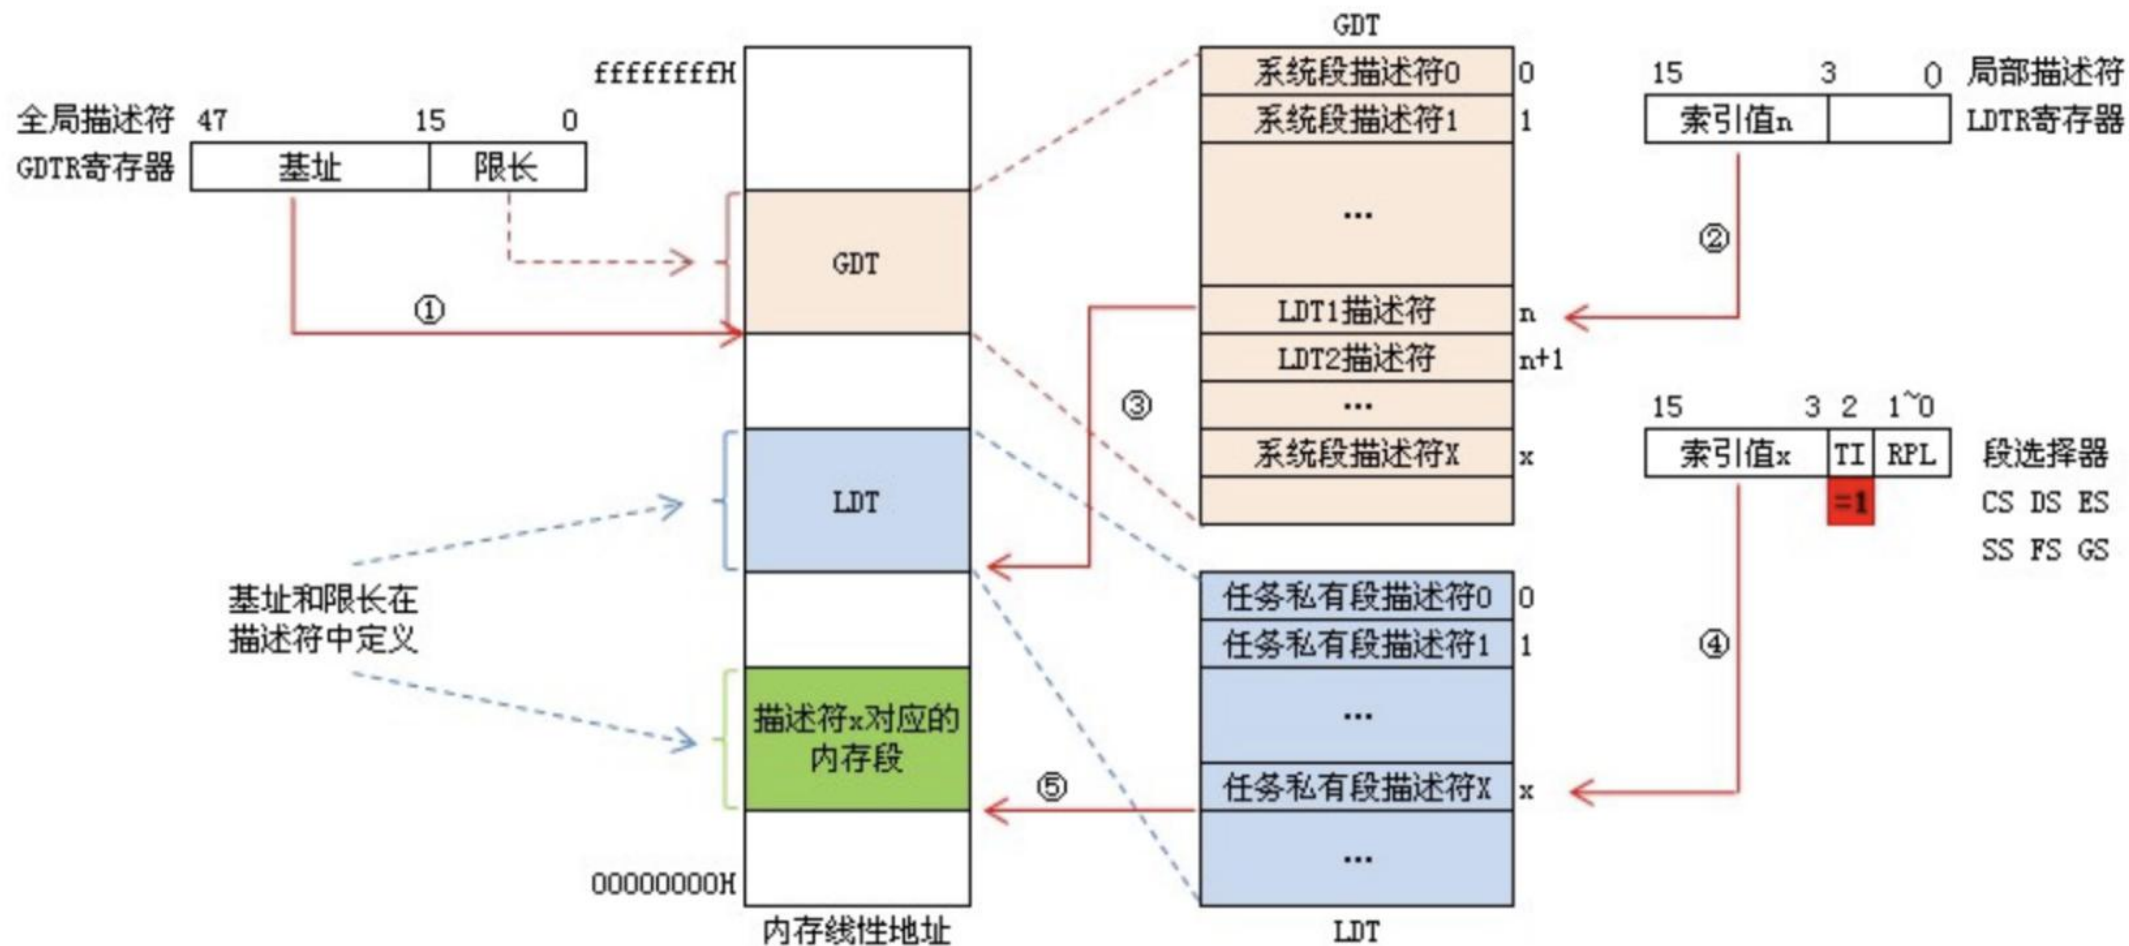 GDT
ffffffffH
系统段描述符0 0
15 3 0 局部描述符
全局描述符 47 15 0
系统段描述符1 1
索引值n LDTR寄存器
GDTR寄存器 基址 限长
...
②
GDT
①
LDT1描述符 n
LDT2描述符 n+1
③ ...
15 3 2 1~0
系统段描述符X x
索引值x TI RPL 段选择器
LDT
=1 CS DS ES
SS FS GS
基址和限长在
描述符中定义
任务私有段描述符0 0
任务私有段描述符1 1
④
...
描述符x对应的
内存段
⑤
任务私有段描述符X x
...
00000000H
内存线性地址
LDT